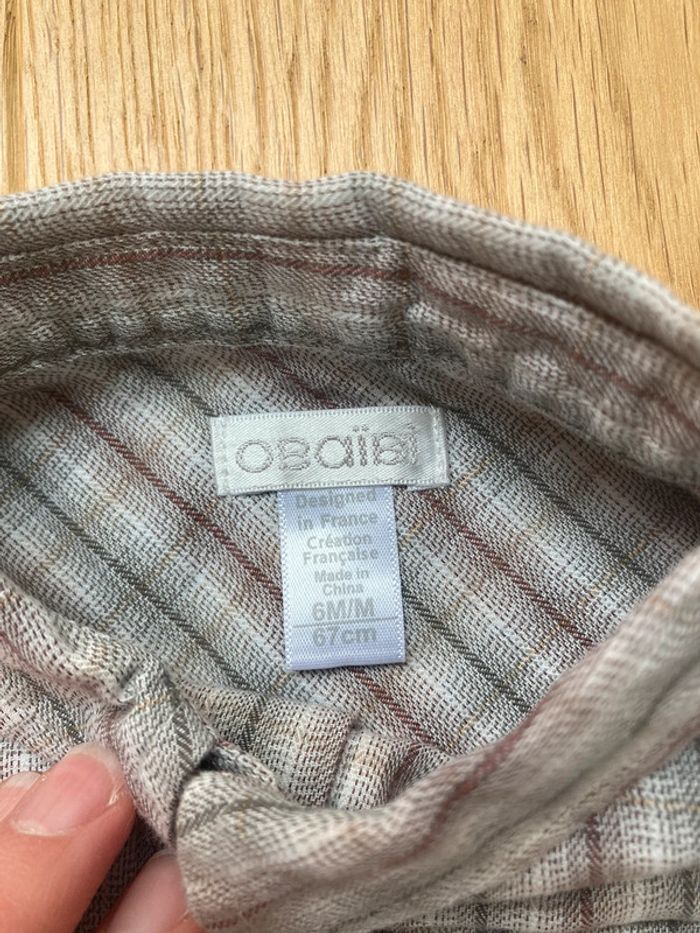 OBAÏBI
Designed
in France
Création
Française
Made in
China
6M/M
67cm